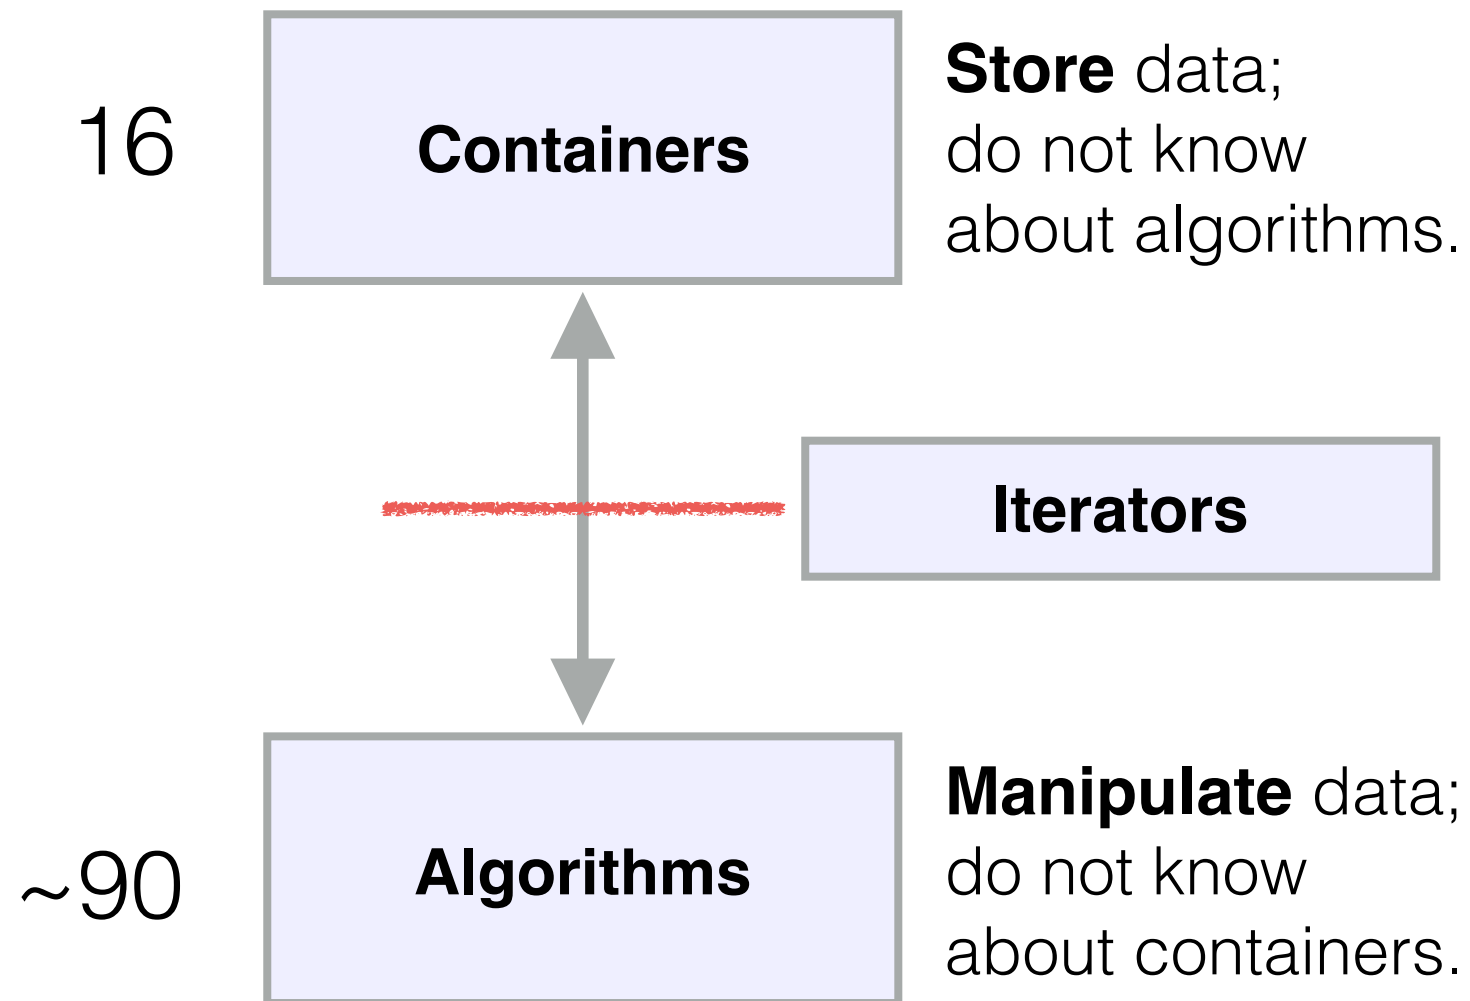 16
Containers
Store data;
do not know
about algorithms.
Iterators
~90
Algorithms
Manipulate data;
do not know
about containers.